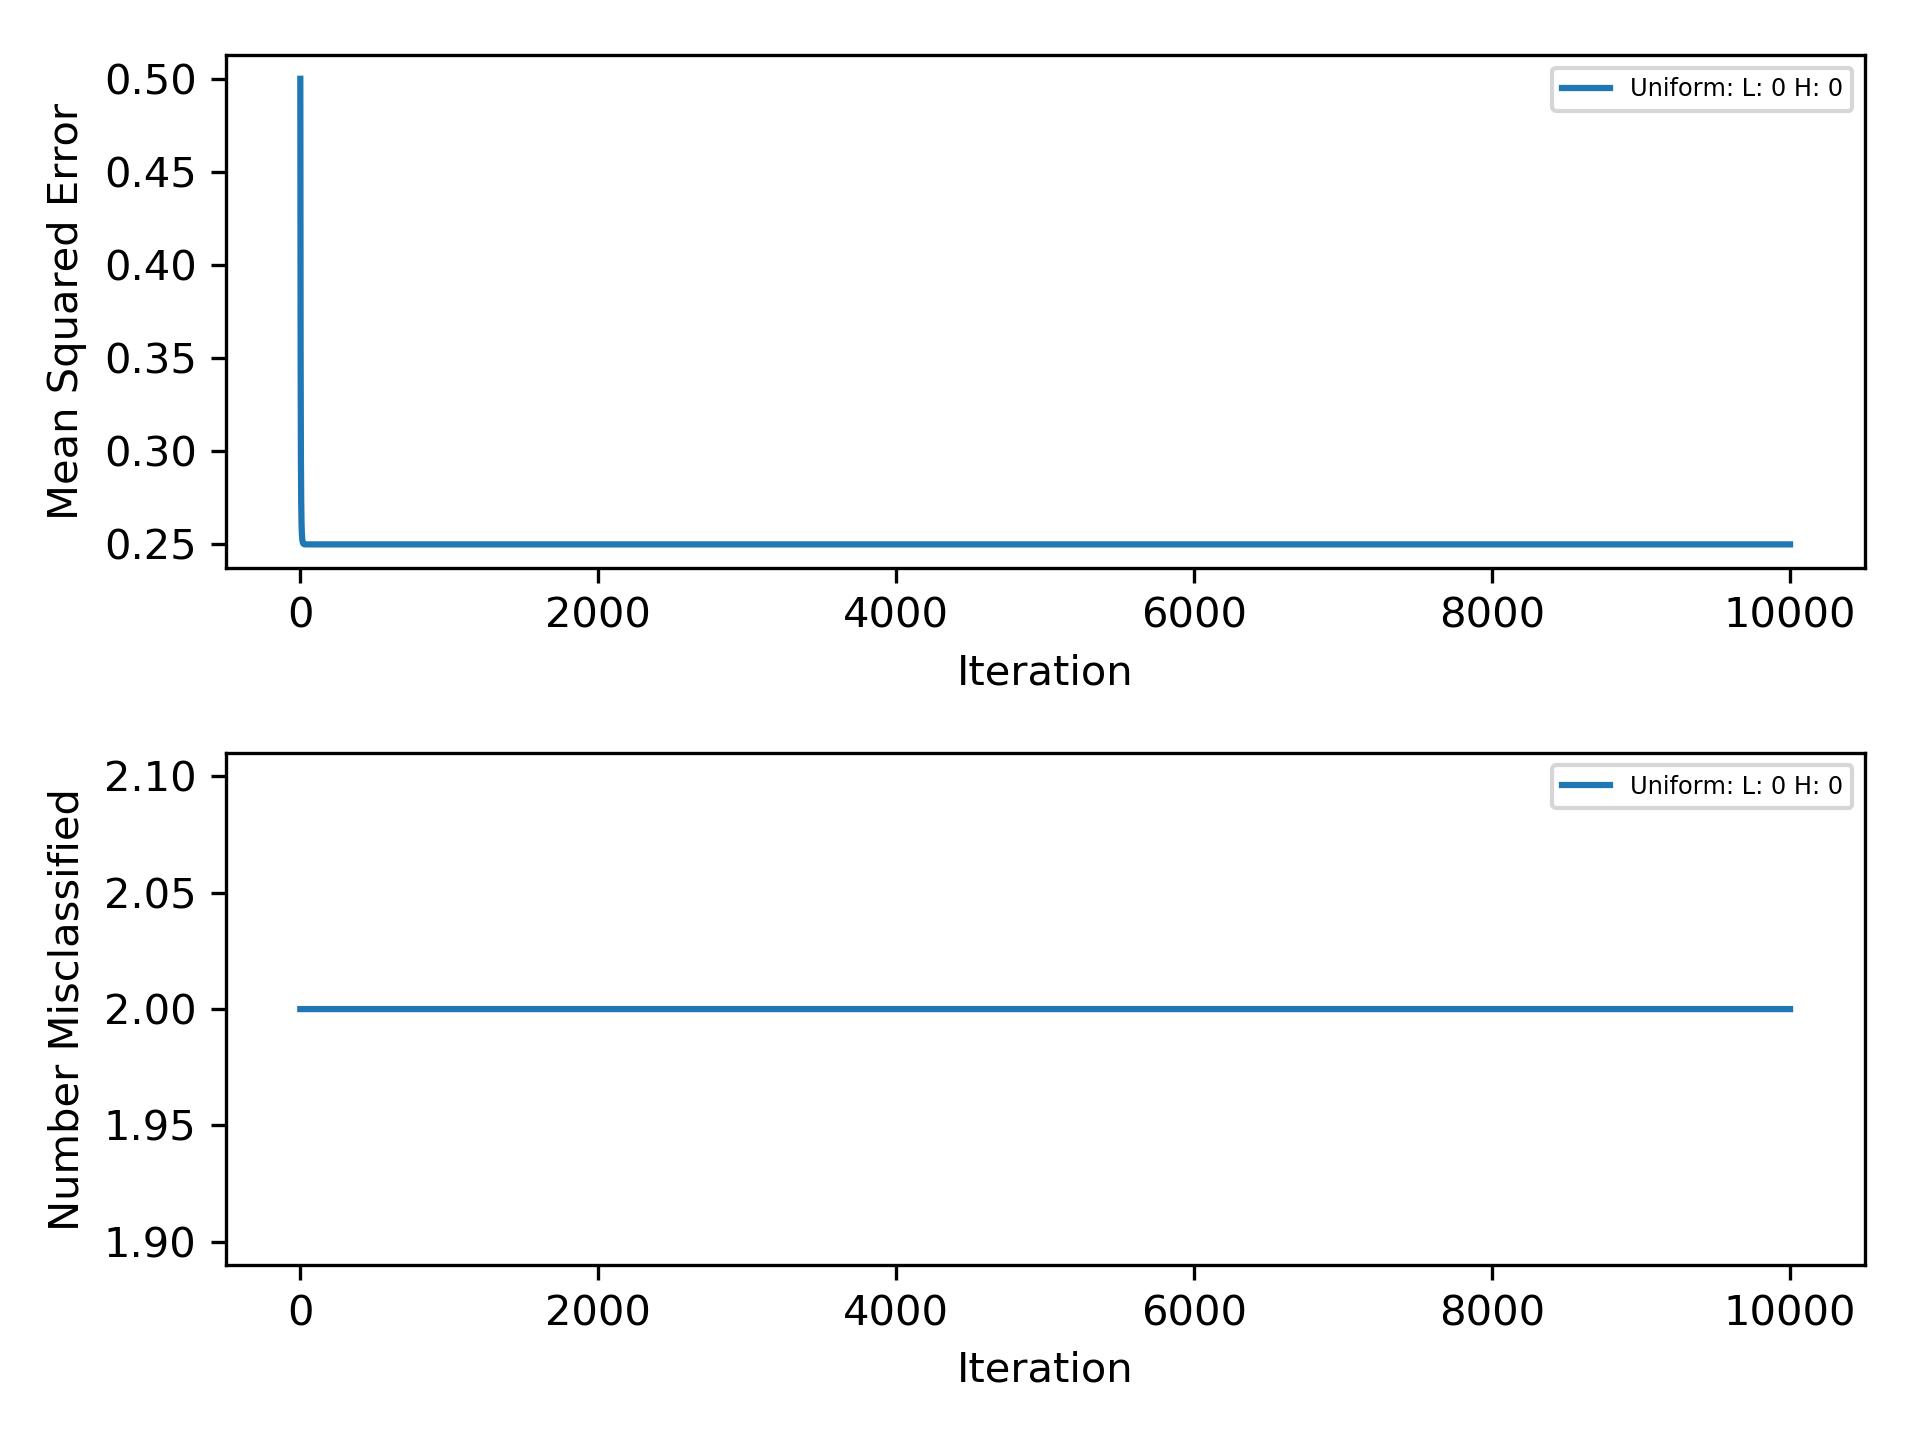 Mean Squared Error
0.50
0.45
0.40
0.35
0.30
0.25
Uniform: L: 0 H: 0
0 2000 4000 6000 8000 10000
Iteration
Number Misclassified
2.10
2.05
2.00
1.95
1.90
Uniform: L: 0 H: 0
0 2000 4000 6000 8000 10000
Iteration